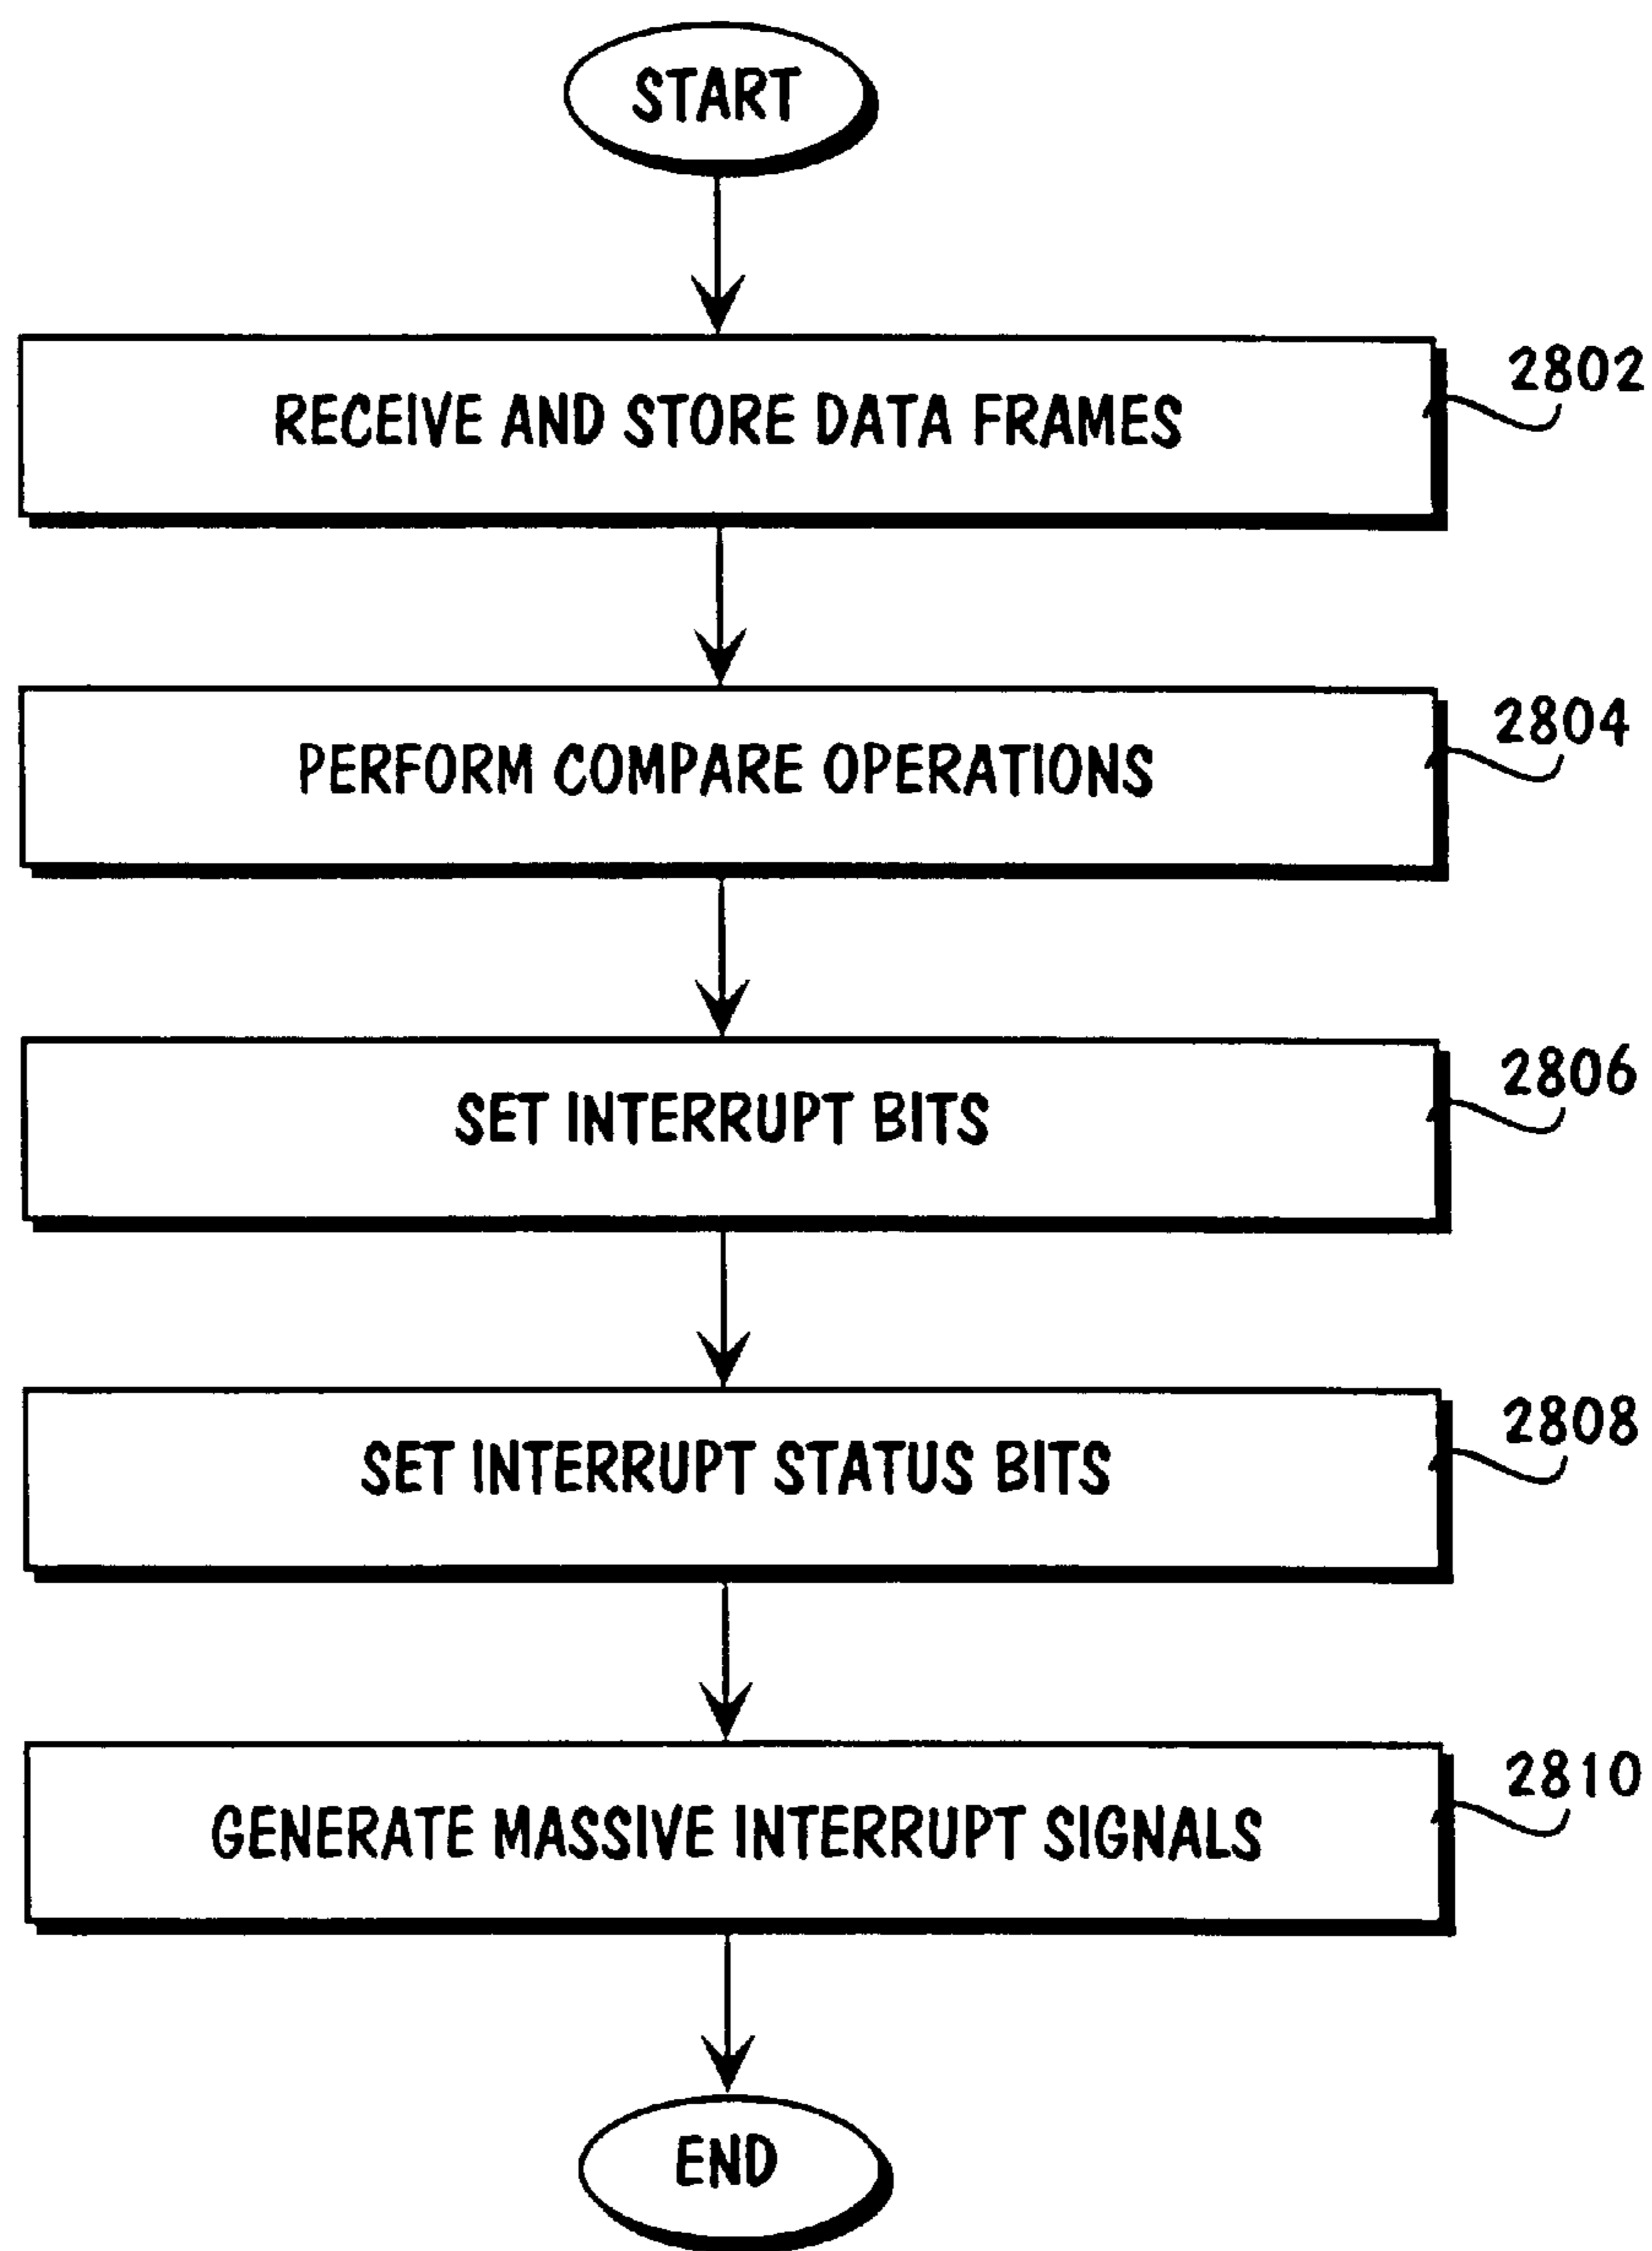 START
RECEIVE AND STORE DATA FRAMES
2802
PERFORM COMPARE OPERATIONS
2804
SET INTERRUPT BITS
2806
SET INTERRUPT STATUS BITS
2808
GENERATE MASSIVE INTERRUPT SIGNALS
2810
END